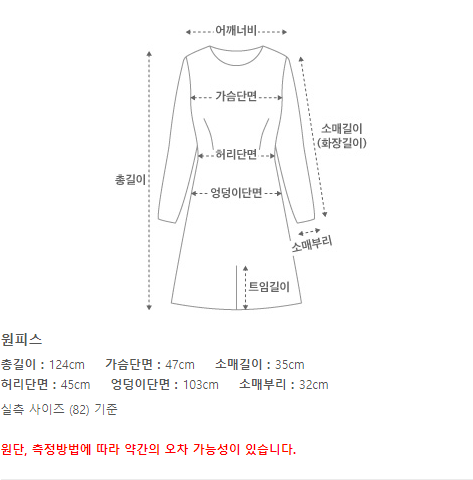 어깨너비
가슴단면
소매길이
(화장길이)
허리단면
총길이
엉덩이단면
소매부리
트임길이
원피스
총길이 : 124cm 가슴단면 : 47cm 소매길이 : 35cm
허리단면 : 45cm 엉덩이단면 : 103cm 소매부리 : 32cm
실측 사이즈 (82) 기준
원단, 측정방법에 따라 약간의 오차 가능성이 있습니다.